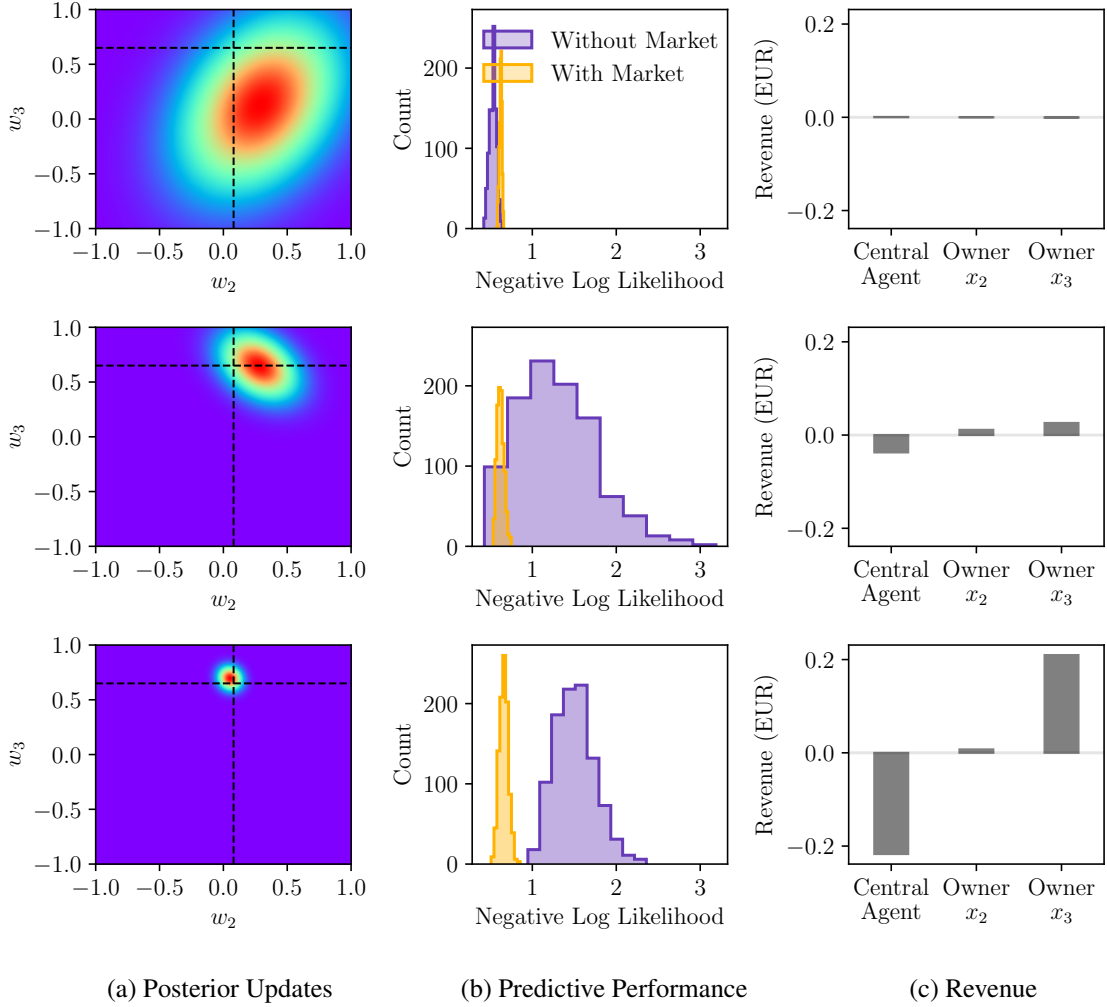 1.0
0.5
0.0
−0.5
−1.0
w₃
−1.0 −0.5 0.0 0.5 1.0
w₂
200
100
0
Count
Without Market
With Market
1 2 3
Negative Log Likelihood
0.2
0.0
−0.2
Revenue (EUR)
Central Agent
Owner x₂
Owner x₃
1.0
0.5
0.0
−0.5
−1.0
w₃
−1.0 −0.5 0.0 0.5 1.0
w₂
200
100
0
Count
1 2 3
Negative Log Likelihood
0.2
0.0
−0.2
Revenue (EUR)
Central Agent
Owner x₂
Owner x₃
1.0
0.5
0.0
−0.5
−1.0
w₃
−1.0 −0.5 0.0 0.5 1.0
w₂
200
100
0
Count
1 2 3
Negative Log Likelihood
0.2
0.0
−0.2
Revenue (EUR)
Central Agent
Owner x₂
Owner x₃
(a) Posterior Updates
(b) Predictive Performance
(c) Revenue